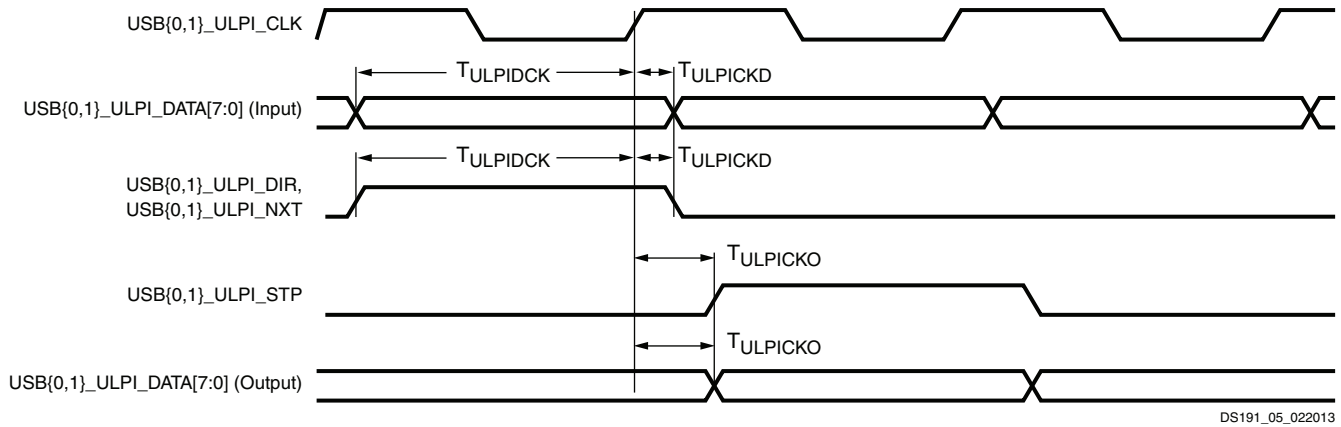 USB{0,1}_ULPI_CLK
TULPIDCK TULPICKD
USB{0,1}_ULPI_DATA[7:0] (Input)
TULPIDCK TULPICKD
USB{0,1}_ULPI_DIR,
USB{0,1}_ULPI_NXT
TULPICKO
USB{0,1}_ULPI_STP
TULPICKO
USB{0,1}_ULPI_DATA[7:0] (Output)
DS191_05_022013